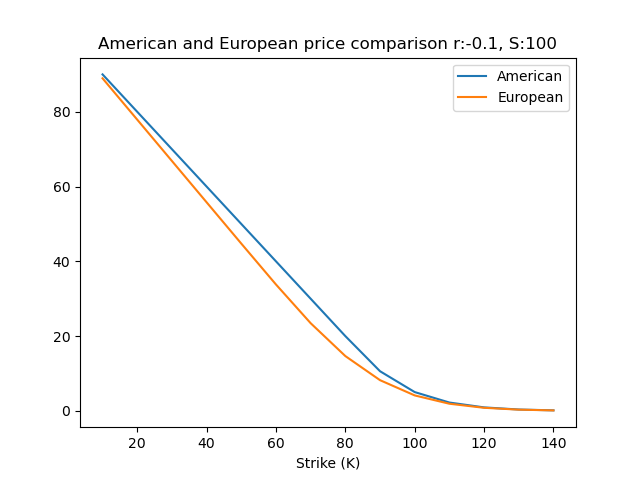 American and European price comparison r:-0.1, S:100
American
European
80
60
40
20
0
20 40 60 80 100 120 140
Strike (K)